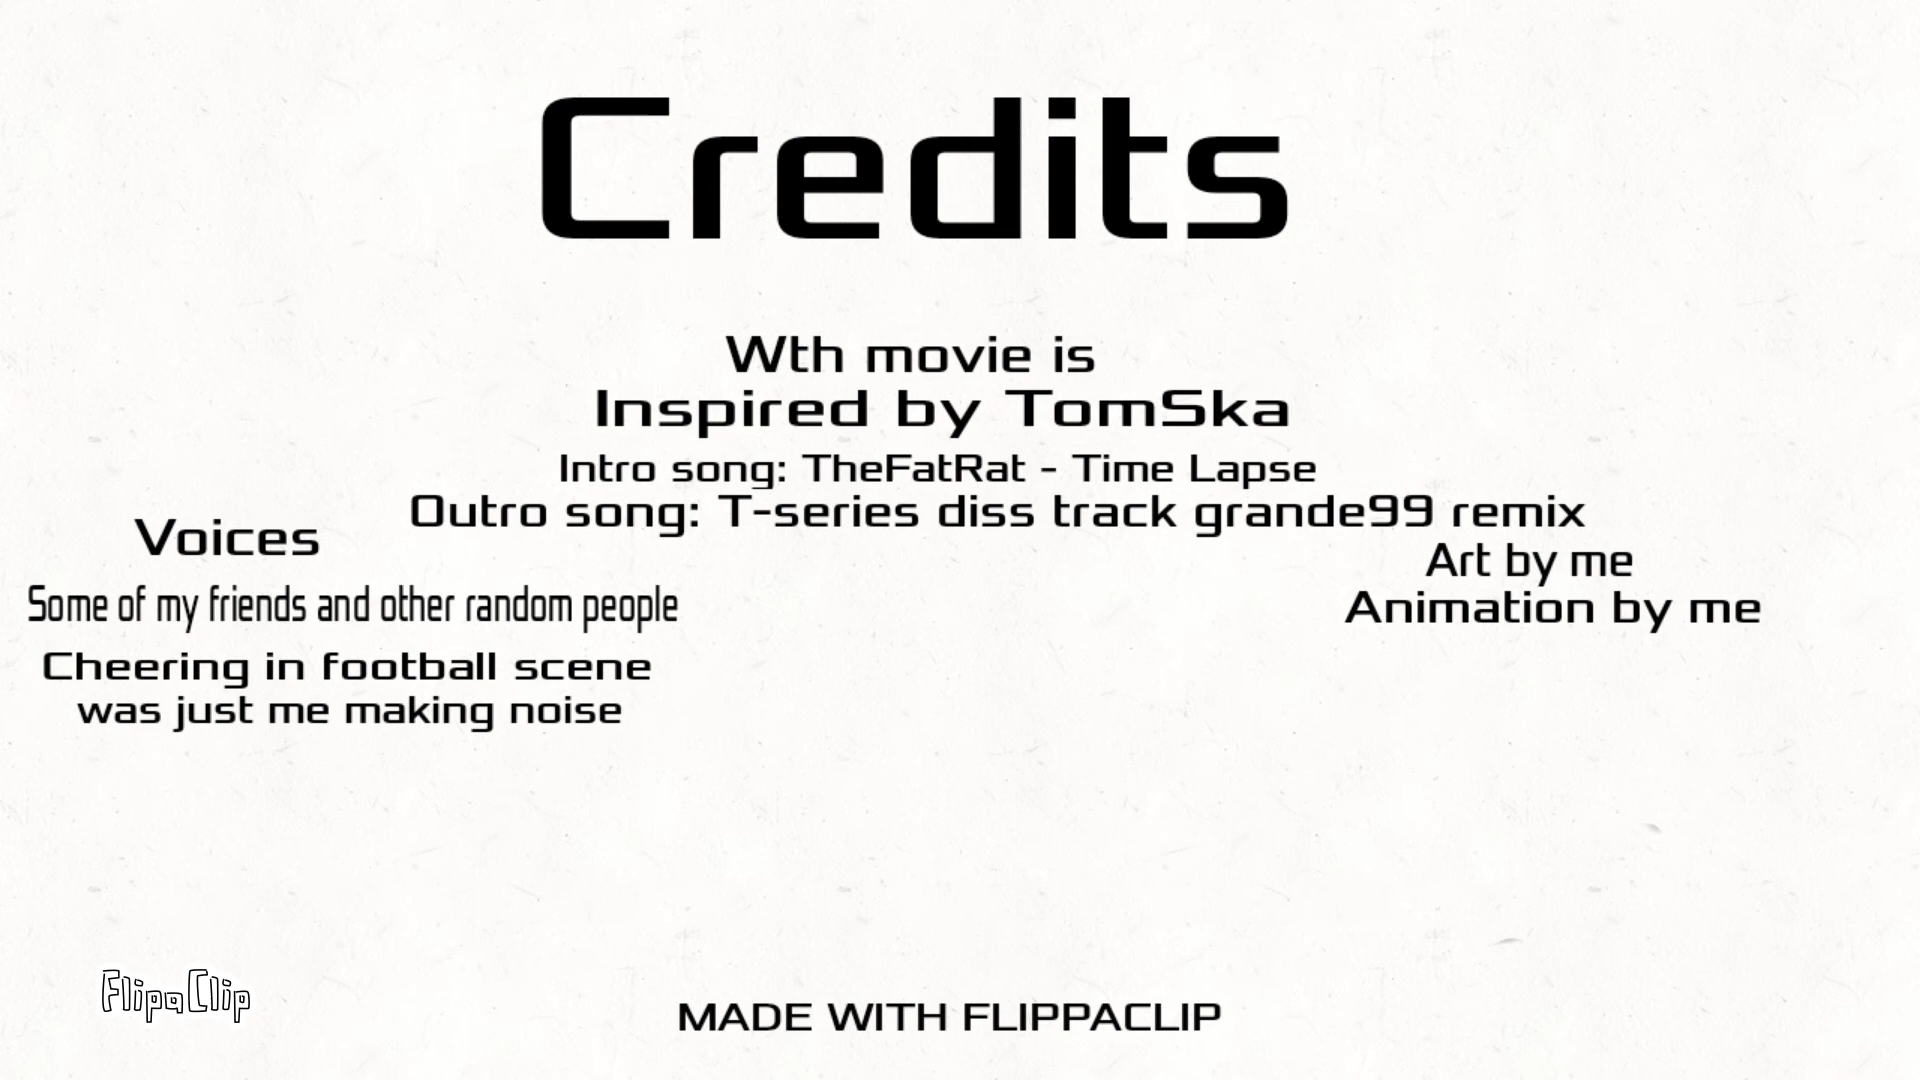 Credits
Wth movie is
Inspired by TomSka
Intro song: TheFatRat - Time Lapse
Outro song: T-series diss track grande99 remix
Voices
Some of my friends and other random people
Cheering in football scene
was just me making noise
Art by me
Animation by me
FlipaClip
MADE WITH FLIPPACLIP